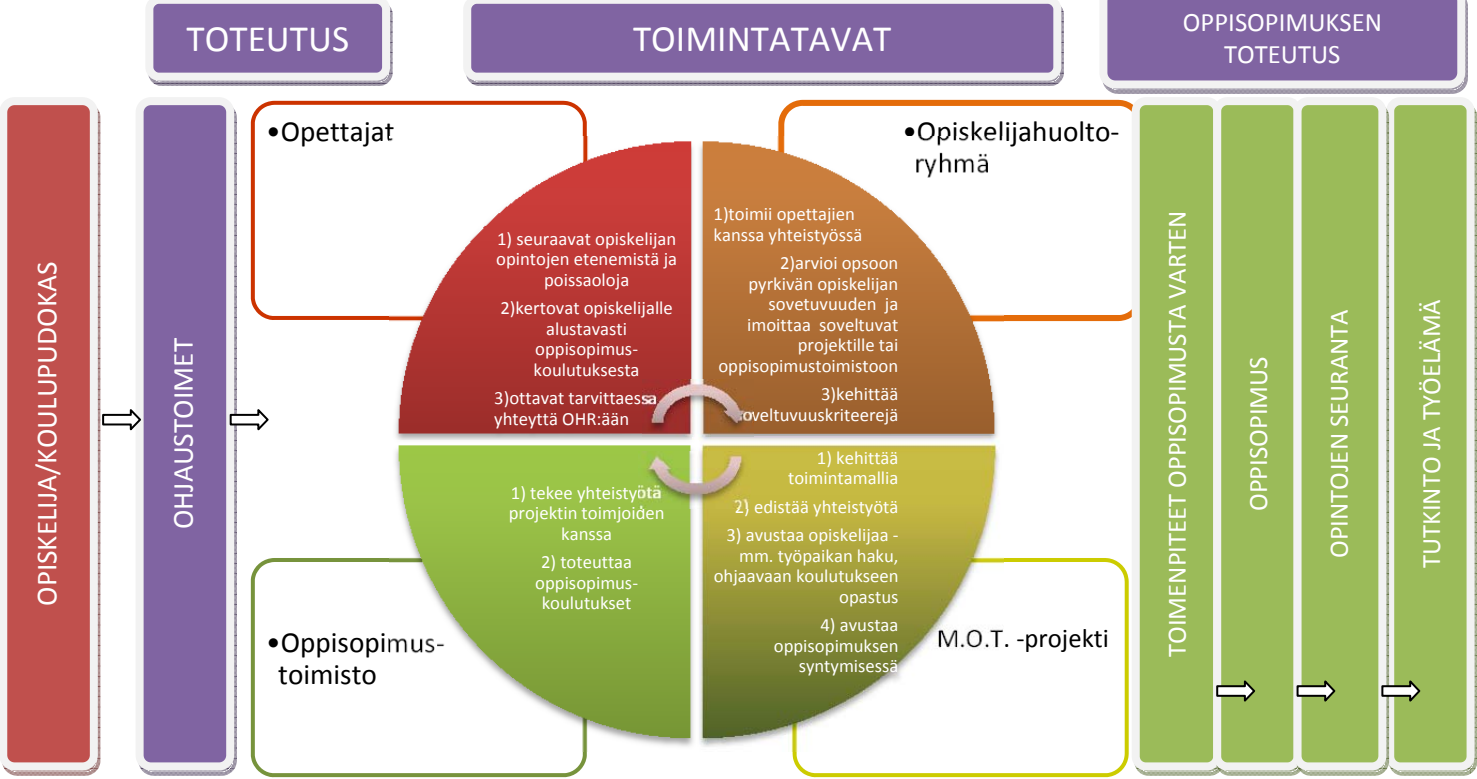 TOTEUTUS
TOIMINTATAVAT
OPPISOPIMUKSEN
TOTEUTUS
OPISKELIJA/KOULUPUDOKAS
OHJAUSTOIMET
•Opettajat
1) seuraavat opiskelijan
opintojen etenemistä ja
poissaoloja
2)kertovat opiskelijalle
alustavasti
oppisopimus-
koulutuksesta
3)ottavat tarvittaessa
yhteyttä OHR:ään
•Opiskelijahuolto-
ryhmä
1)toimii opettajien
kanssa yhteistyössä
2)arvioi opsoon
pyrkivän opiskelijan
sovetuvuuden ja
imoittaa soveltuvat
projektille tai
oppisopimustoimistoon
3)kehittää
soveltuvuuskriteerejä
1) tekee yhteistyötä
projektin toimjoiden
kanssa
2) toteuttaa
oppisopimus-
koulutukset
•Oppisopimus-
toimisto
1) kehittää
toimintamallia
2) edistää yhteistyötä
3) avustaa opiskelijaa -
mm. työpaikan haku,
ohjaavaan koulutukseen
opastus
4) avustaa
oppisopimuksen
syntymisessä
M.O.T. -projekti
TOIMENPITEET OPPISOPIMUSTA VARTEN
OPPISOPIMUS
OPINTOJEN SEURANTA
TUTKINTO JA TYÖELÄMÄ